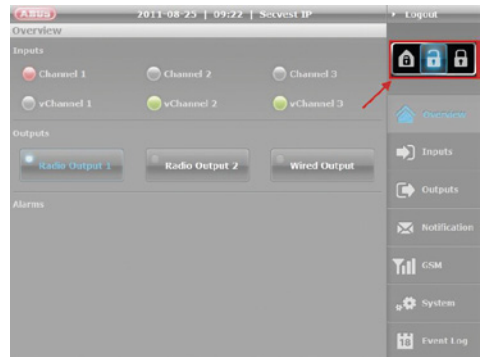 ABUS 2011-08-25 | 09:22 | Secvest IP Logout
Overview
Inputs
Channel 1 Channel 2 Channel 3
vChannel 1 vChannel 2 vChannel 3
Outputs
Radio Output 1 Radio Output 2 Wired Output
Alarms
Overview
Inputs
Outputs
Notification
GSM
System
18 Event Log